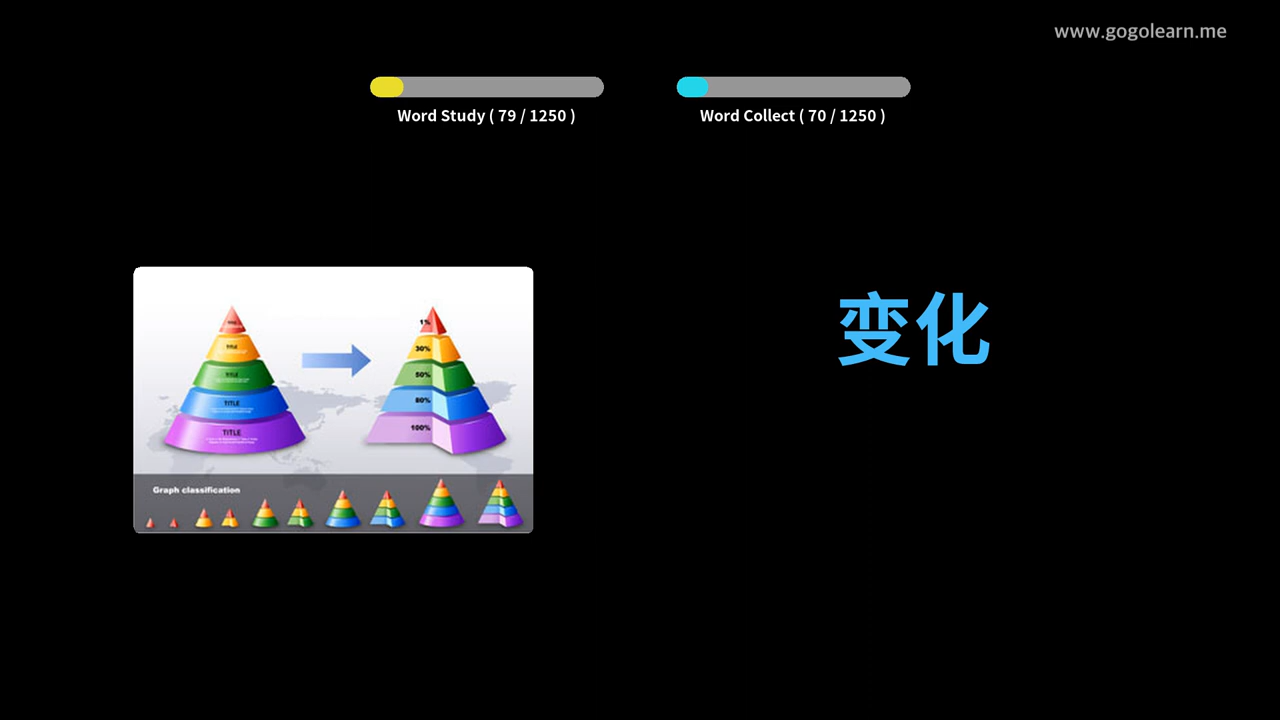 www.gogolearn.me
Word Study ( 79 / 1250 )
Word Collect ( 70 / 1250 )
变化
TITLE
TITLE
TITLE
TITLE
1%
30%
50%
80%
100%
Graph classification